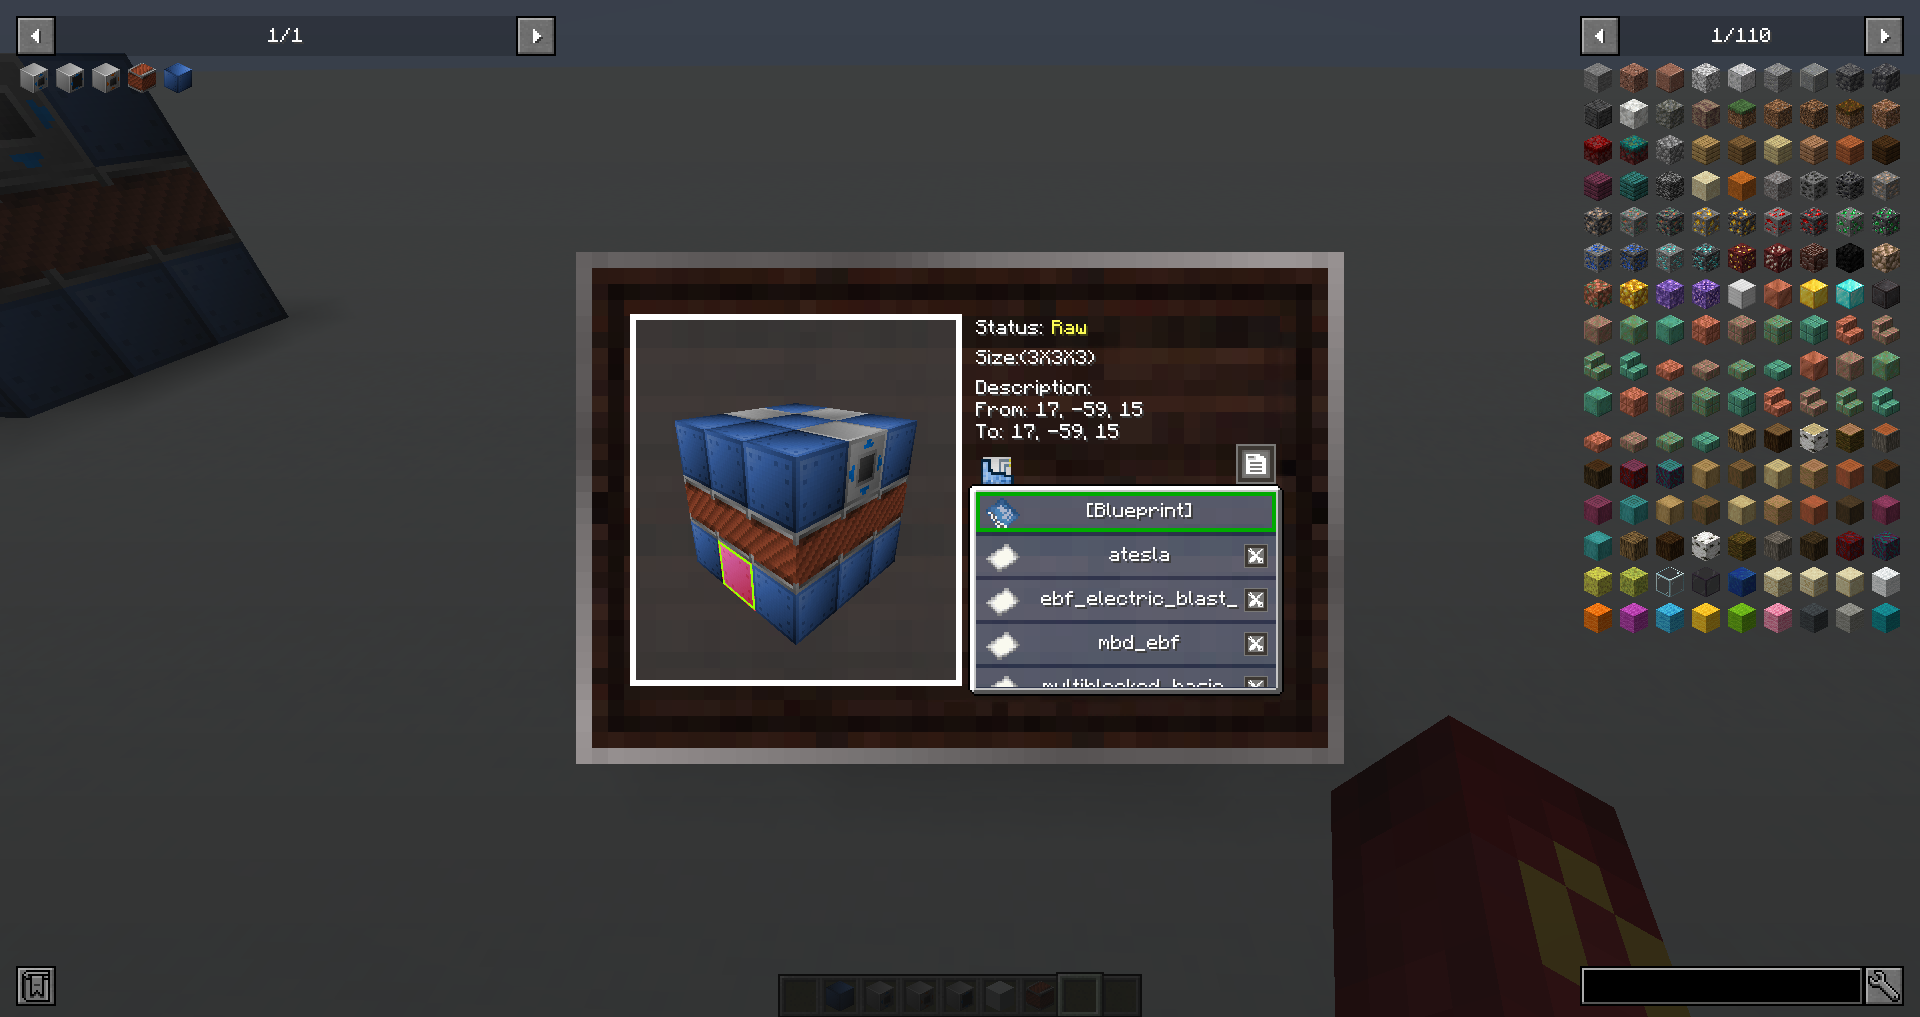 1/1
1/110
Status: Raw
Size:(3X3X3)
Description:
From: 17, -59, 15
To: 17, -59, 15
[Blueprint]
atesla
ebf_electric_blast_
mbd_ebf
multiblocked_basic